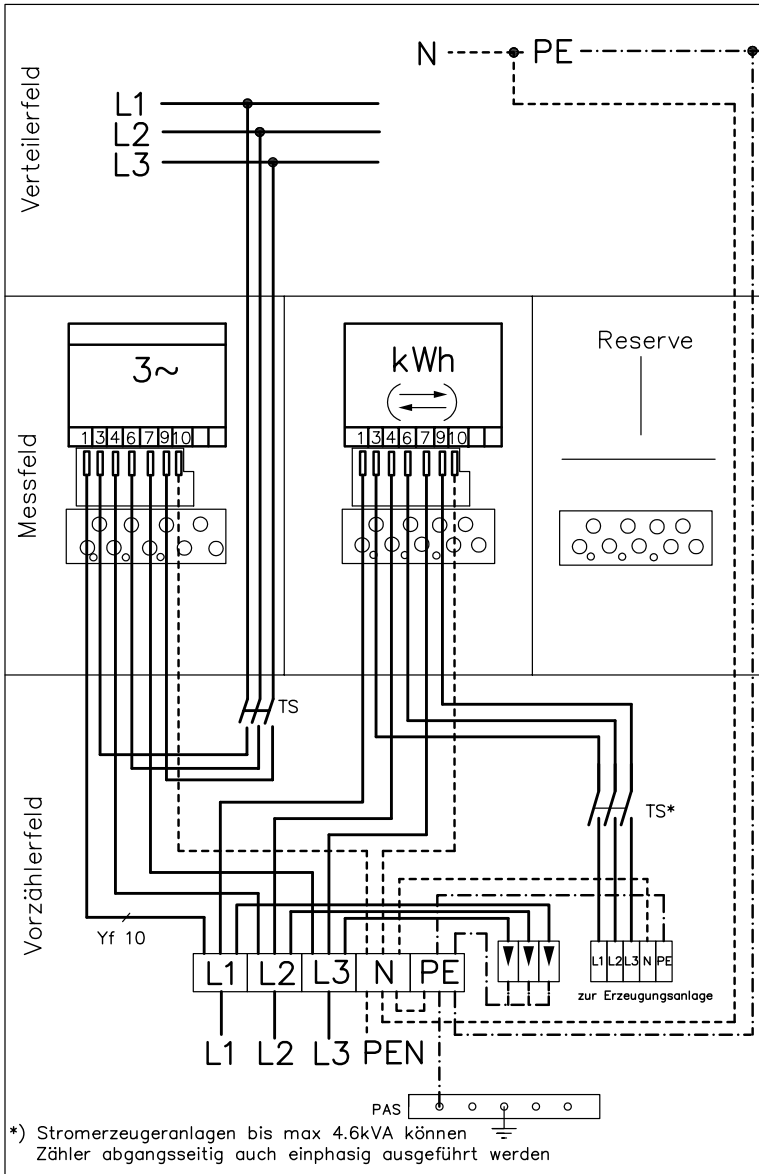 N PE
L1
L2
L3
Verteilerfeld
3~
1 3 4 6 7 9 10
kWh
1 3 4 6 7 9 10
Reserve
Messfeld
TS
TS*
Vorzählerfeld
Yf 10
L1 L2 L3 N PE
L1 L2 L3 N PE
zur Erzeugungsanlage
L1 L2 L3 PEN
PAS
*) Stromerzeugeranlagen bis max 4.6kVA können
Zähler abgangsseitig auch einphasig ausgeführt werden